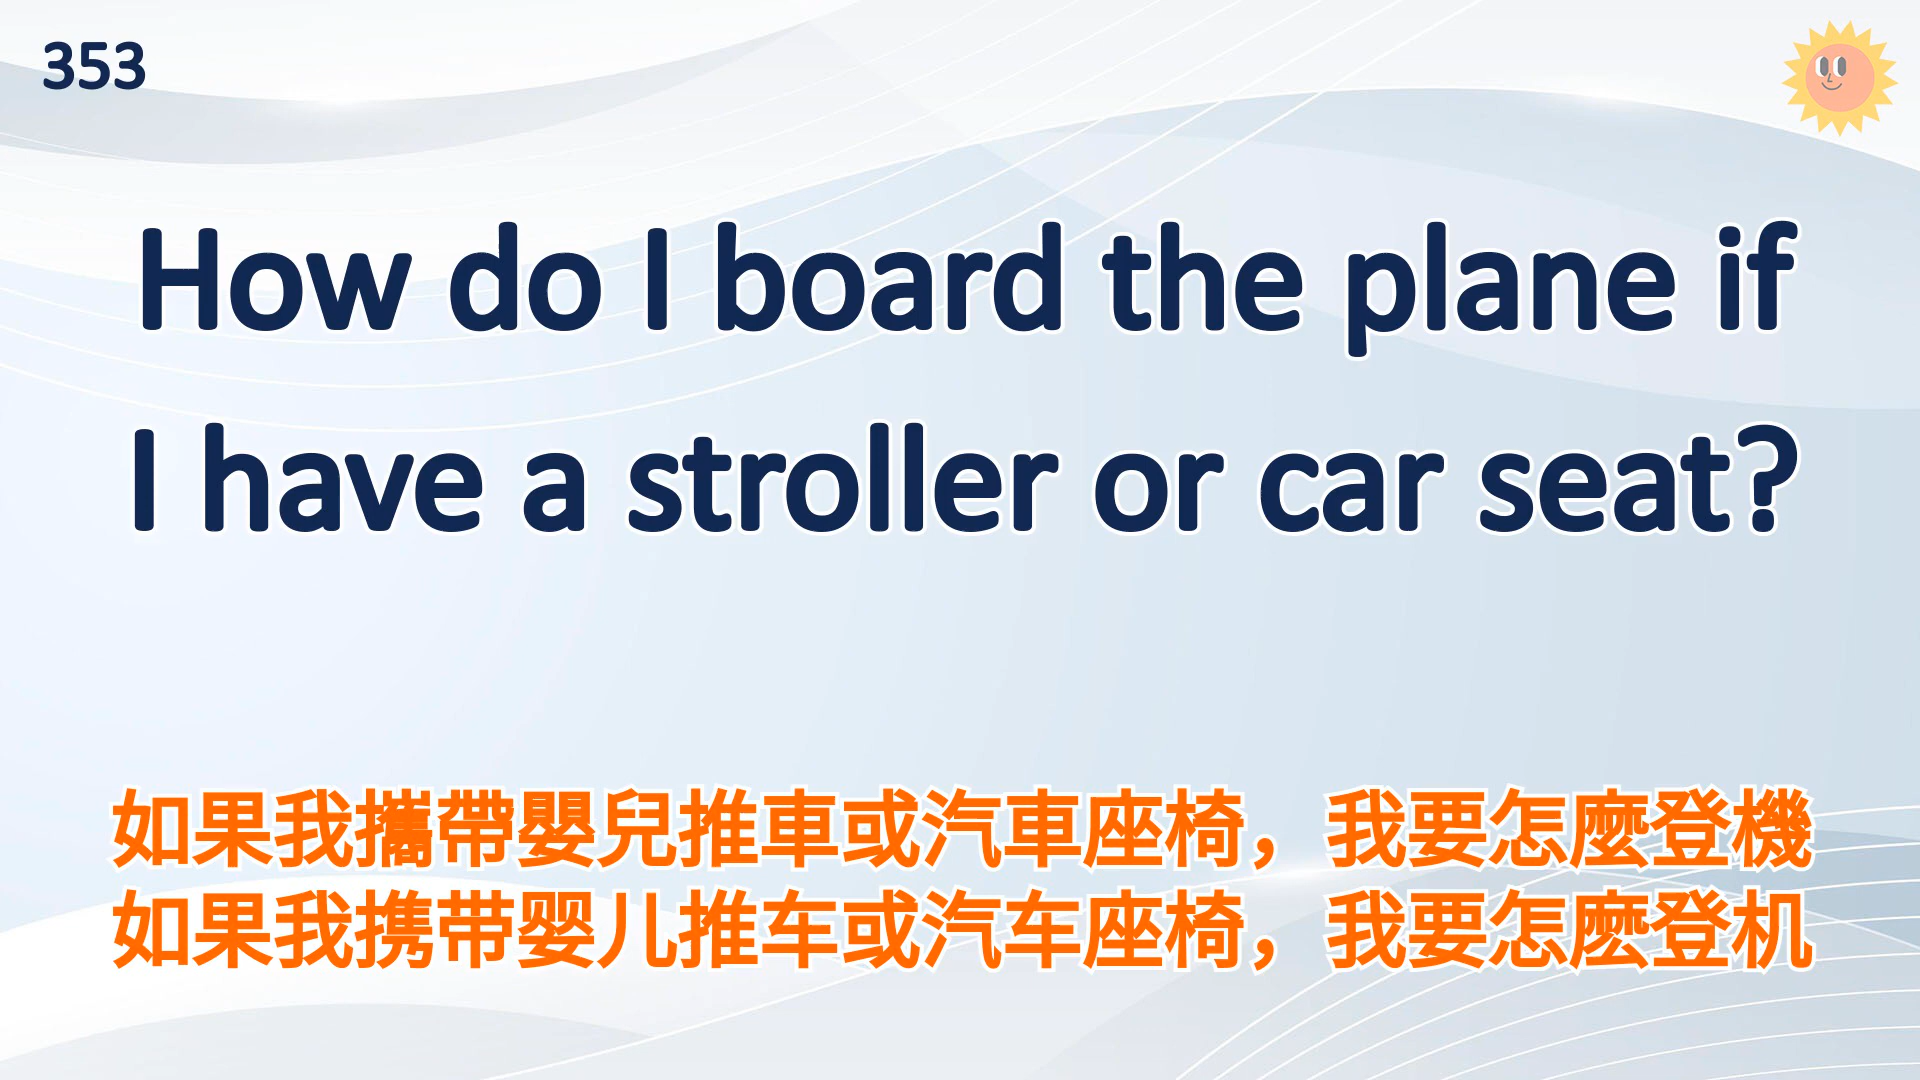 353
How do I board the plane if
I have a stroller or car seat?
如果我攜帶嬰兒推車或汽車座椅，我要怎麼登機
如果我携带婴儿推车或汽车座椅，我要怎麽登机